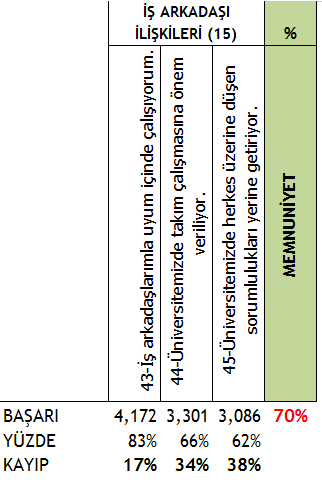 İŞ ARKADAŞI
İLİŞKİLERİ (15) %
43-İş arkadaşlarımla uyum içinde çalışıyorum.
44-Üniversitemizde takım çalışmasına önem
veriliyor.
45-Üniversitemizde herkes üzerine düşen
sorumlulukları yerine getiriyor.
MEMNUNİYET
BAŞARI 4,172 3,301 3,086 70%
YÜZDE 83% 66% 62%
KAYIP 17% 34% 38%